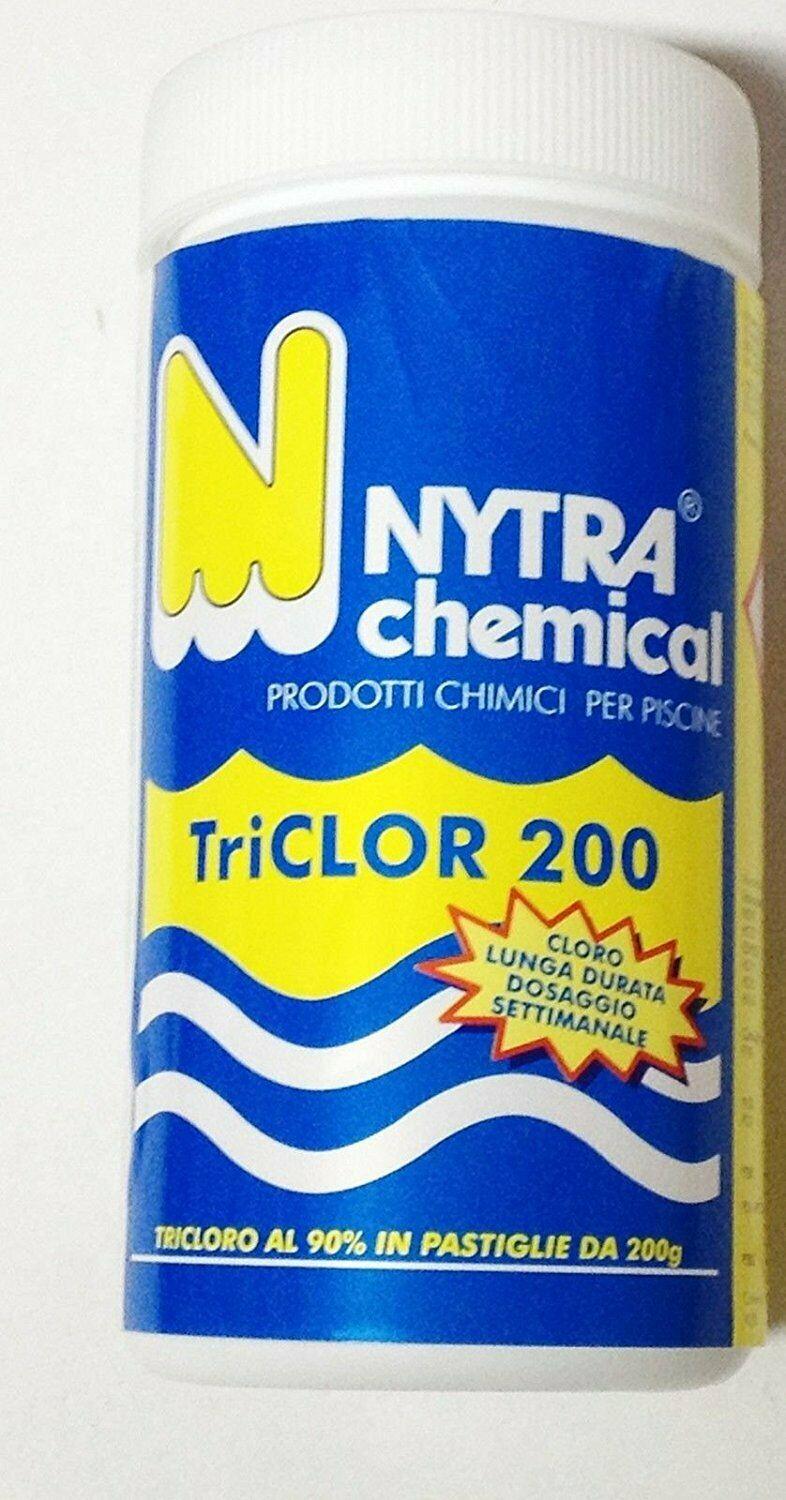 NYTRA®
chemical
PRODOTTI CHIMICI PER PISCINE
TriCLOR 200
CLORO
LUNGA DURATA
DOSAGGIO
SETTIMANALE
TRICLORO AL 90% IN PASTIGLIE DA 200g